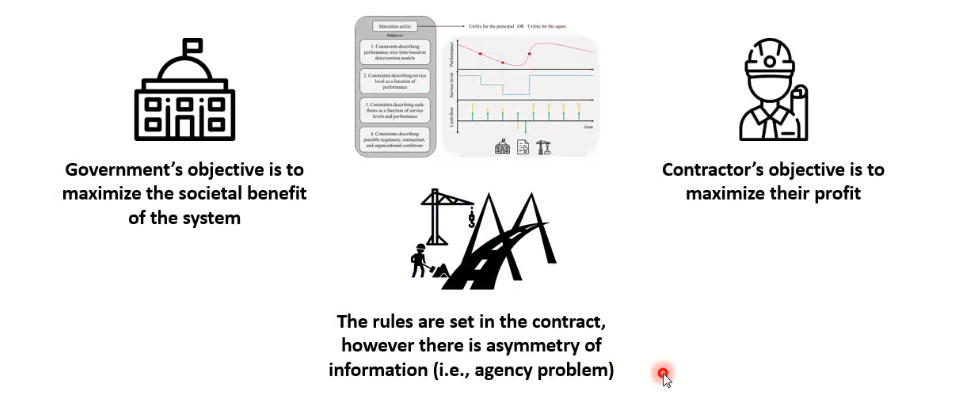 Maximize utility
Utility for the principal OR Utility for the agent
Subject to:
1. Constraints describing
performance over time based on
deterioration models
2. Constraints describing service
level as a function of
performance
3. Constraints describing cash-
flows as a function of service
levels and performance
4. Constraints describing
possible regulatory, contractual,
and organizational conditions
Performance
Service level
Cash-flow
time
Government's objective is to
maximize the societal benefit
of the system
Contractor's objective is to
maximize their profit
The rules are set in the contract,
however there is asymmetry of
information (i.e., agency problem)